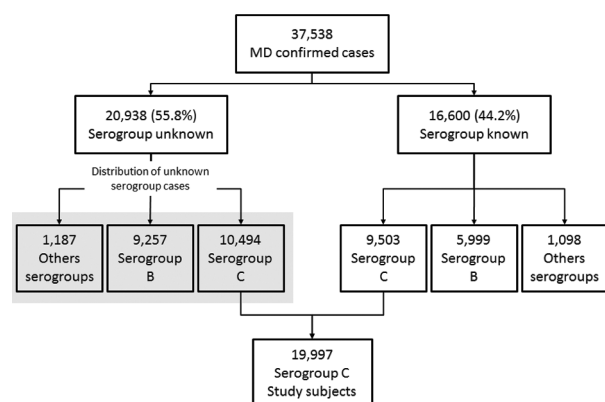 37,538
MD confirmed cases
20,938 (55.8%)
Serogroup unknown
16,600 (44.2%)
Serogroup known
Distribution of unknown
serogroup cases
1,187
Others
serogroups
9,257
Serogroup
B
10,494
Serogroup
C
9,503
Serogroup
C
5,999
Serogroup
B
1,098
Others
serogroups
19,997
Serogroup C
Study subjects